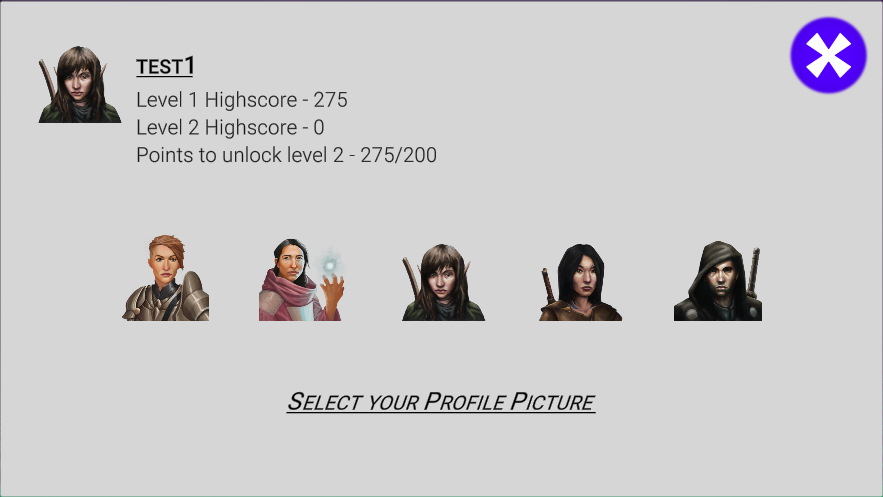 TEST1
Level 1 Highscore - 275
Level 2 Highscore - 0
Points to unlock level 2 - 275/200
SELECT YOUR PROFILE PICTURE